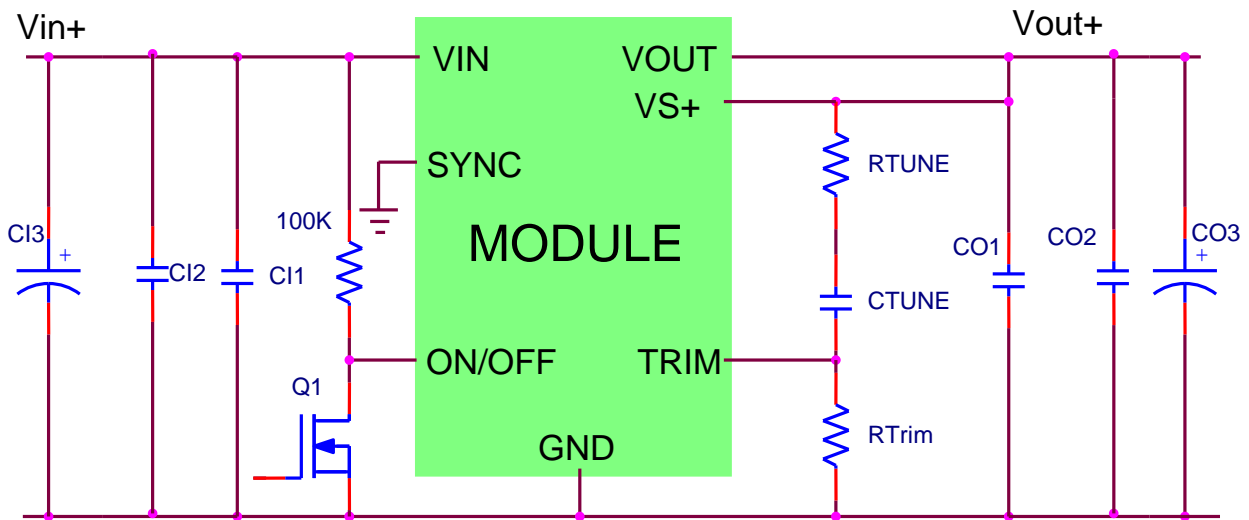 Vin+
Vout+
VIN
VOUT
VS+
SYNC
RTUNE
100K
CI3
+
MODULE
CO1
CO2
CO3
+
CI2
CI1
CTUNE
ON/OFF
TRIM
Q1
RTrim
GND